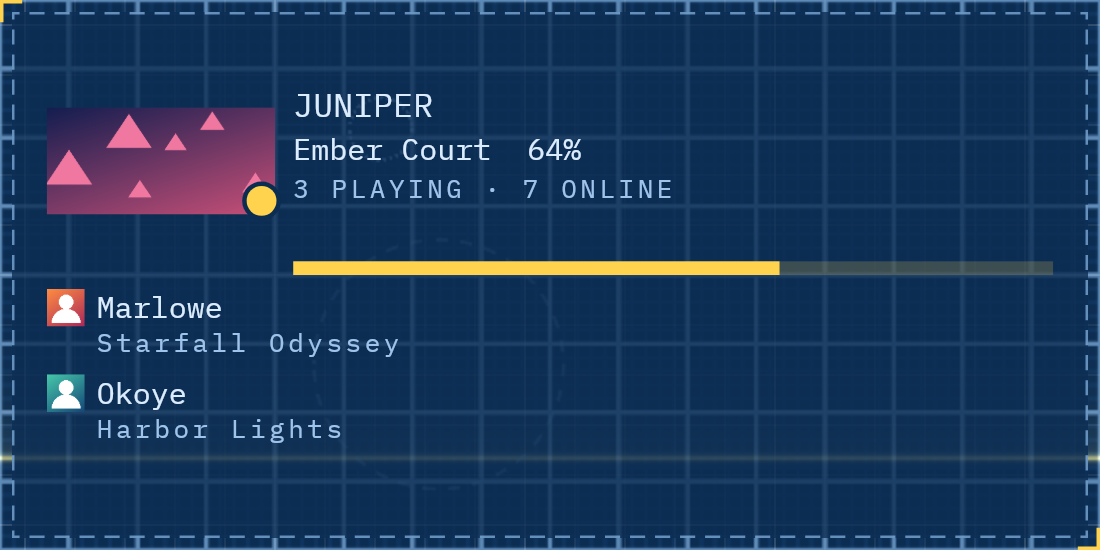 JUNIPER
Ember Court 64%
3 PLAYING · 7 ONLINE
Marlowe
Starfall Odyssey
Okoye
Harbor Lights